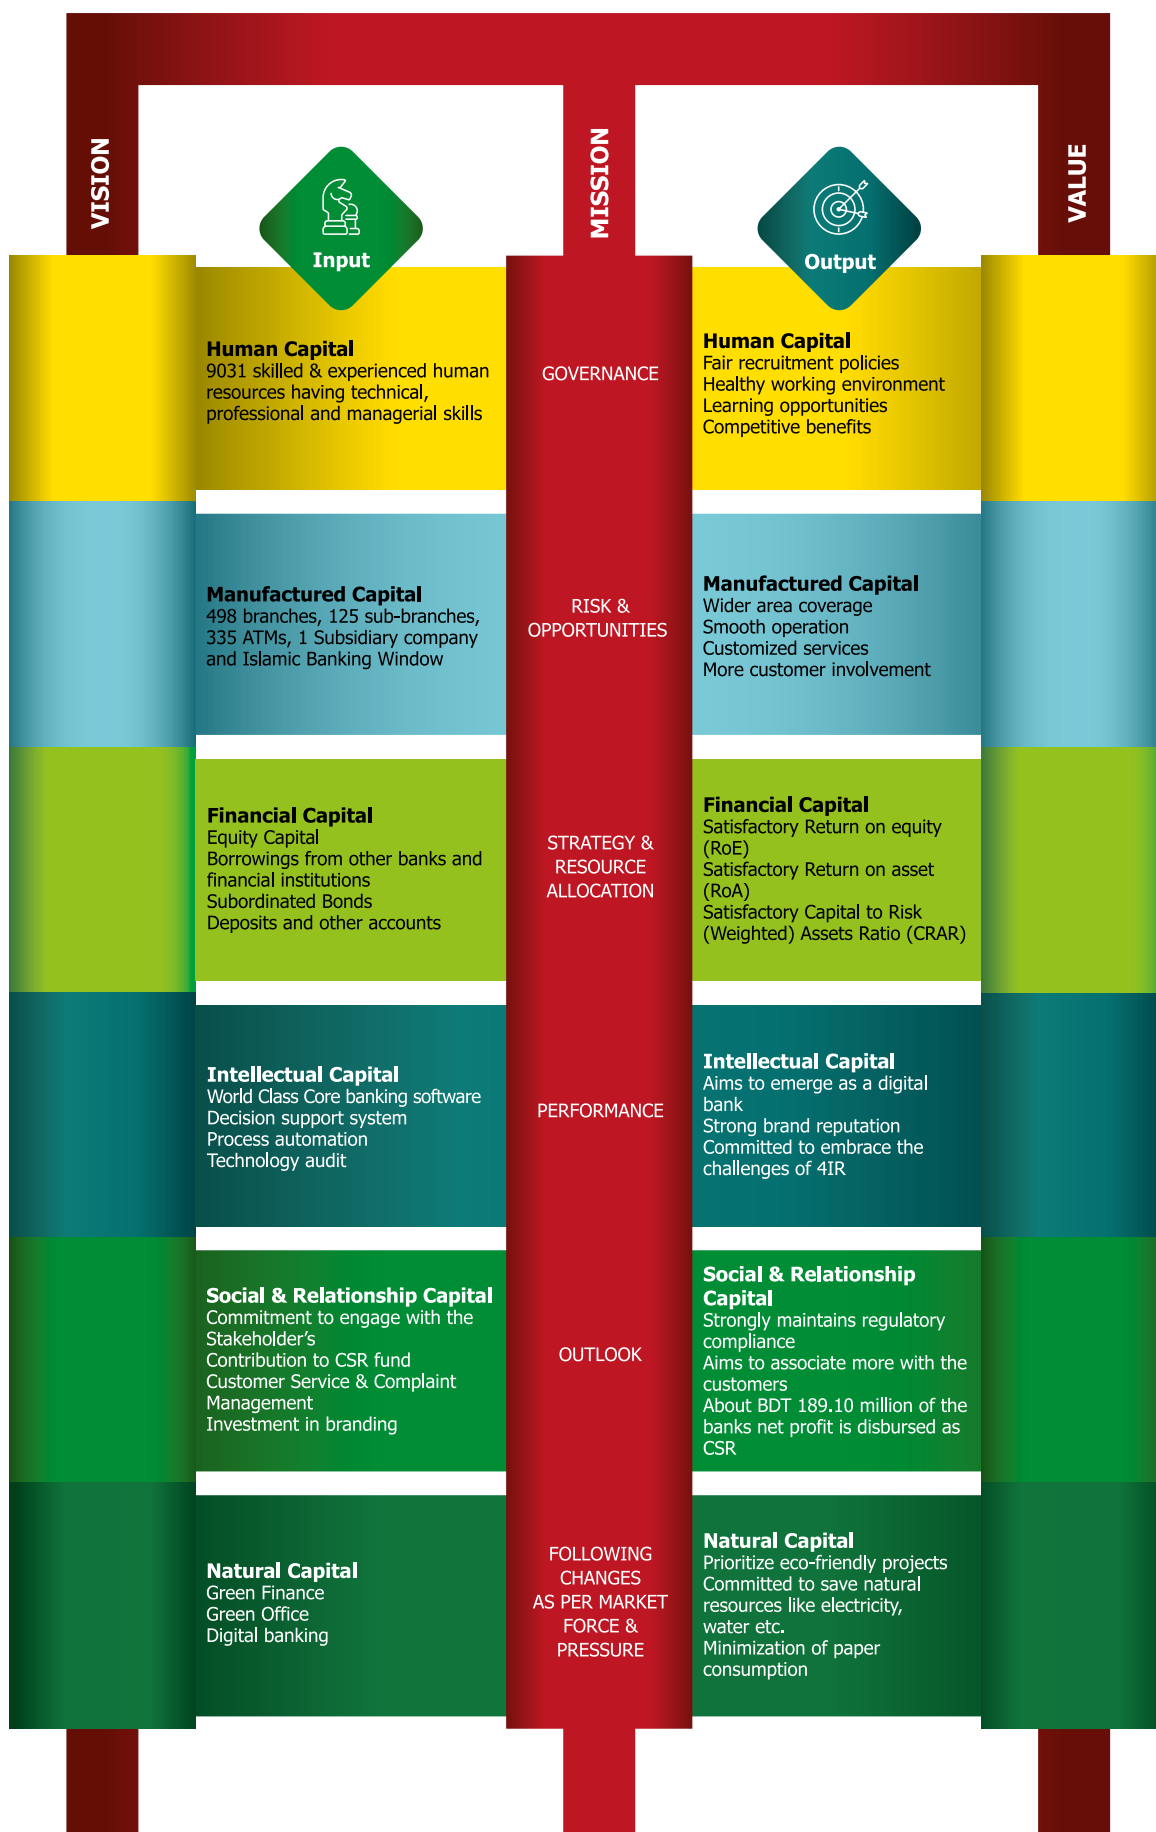 VISION
MISSION
VALUE
Input
Output
Human Capital
9031 skilled & experienced human
resources having technical,
professional and managerial skills
GOVERNANCE
Human Capital
Fair recruitment policies
Healthy working environment
Learning opportunities
Competitive benefits
Manufactured Capital
498 branches, 125 sub-branches,
335 ATMs, 1 Subsidiary company
and Islamic Banking Window
RISK &
OPPORTUNITIES
Manufactured Capital
Wider area coverage
Smooth operation
Customized services
More customer involvement
Financial Capital
Equity Capital
Borrowings from other banks and
financial institutions
Subordinated Bonds
Deposits and other accounts
STRATEGY &
RESOURCE
ALLOCATION
Financial Capital
Satisfactory Return on equity
(RoE)
Satisfactory Return on asset
(RoA)
Satisfactory Capital to Risk
(Weighted) Assets Ratio (CRAR)
Intellectual Capital
World Class Core banking software
Decision support system
Process automation
Technology audit
PERFORMANCE
Intellectual Capital
Aims to emerge as a digital
bank
Strong brand reputation
Committed to embrace the
challenges of 4IR
Social & Relationship Capital
Commitment to engage with the
Stakeholder’s
Contribution to CSR fund
Customer Service & Complaint
Management
Investment in branding
OUTLOOK
Social & Relationship
Capital
Strongly maintains regulatory
compliance
Aims to associate more with the
customers
About BDT 189.10 million of the
banks net profit is disbursed as
CSR
Natural Capital
Green Finance
Green Office
Digital banking
FOLLOWING
CHANGES
AS PER MARKET
FORCE &
PRESSURE
Natural Capital
Prioritize eco-friendly projects
Committed to save natural
resources like electricity,
water etc.
Minimization of paper
consumption